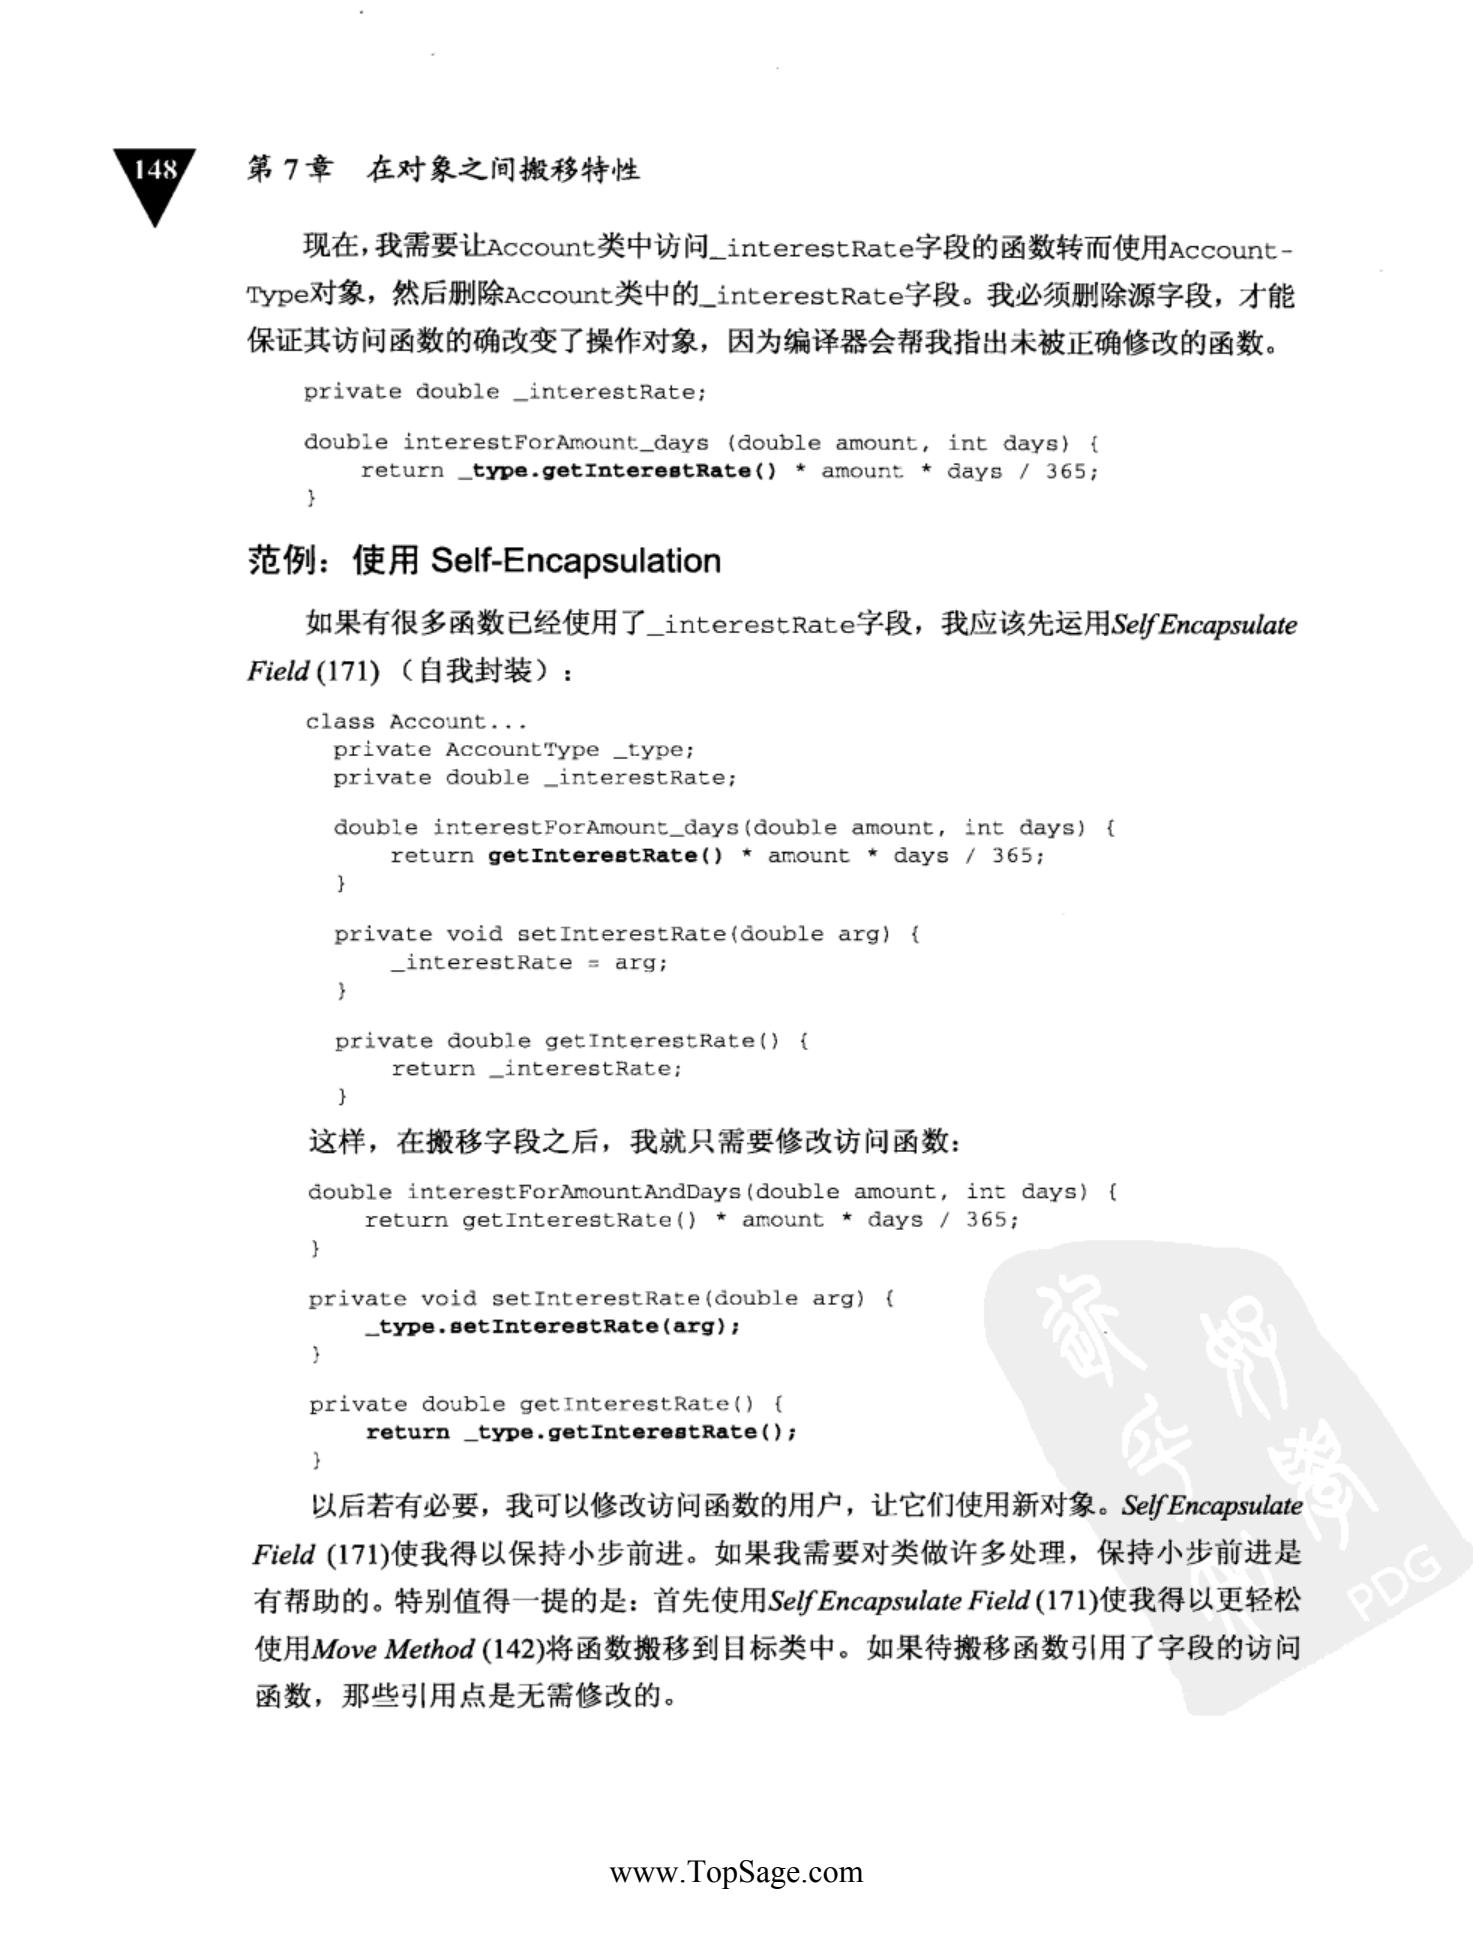 148
第 7 章 在对象之间搬移特性
现在，我需要让Account类中访问_interestRate字段的函数转而使用Account-
Type对象，然后删除Account类中的_interestRate字段。我必须删除源字段，才能
保证其访问函数的确改变了操作对象，因为编译器会帮我指出未被正确修改的函数。
private double _interestRate;
double interestForAmount_days (double amount, int days) {
return _type.getInterestRate() * amount * days / 365;
}
范例：使用 Self-Encapsulation
如果有很多函数已经使用了_interestRate字段，我应该先运用Self Encapsulate
Field (171) （自我封装）：
class Account...
private AccountType _type;
private double _interestRate;
double interestForAmount_days(double amount, int days) {
return getInterestRate() * amount * days / 365;
}
private void setInterestRate(double arg) {
_interestRate = arg;
}
private double getInterestRate() {
return _interestRate;
}
这样，在搬移字段之后，我就只需要修改访问函数：
double interestForAmountAndDays(double amount, int days) {
return getInterestRate() * amount * days / 365;
}
private void setInterestRate(double arg) {
_type.setInterestRate(arg);
}
private double getInterestRate() {
return _type.getInterestRate();
}
以后若有必要，我可以修改访问函数的用户，让它们使用新对象。Self Encapsulate
Field (171)使我得以保持小步前进。如果我需要对类做许多处理，保持小步前进是
有帮助的。特别值得一提的是：首先使用Self Encapsulate Field (171)使我得以更轻松
使用Move Method (142)将函数搬移到目标类中。如果待搬移函数引用了字段的访问
函数，那些引用点是无需修改的。
PDG
www.TopSage.com